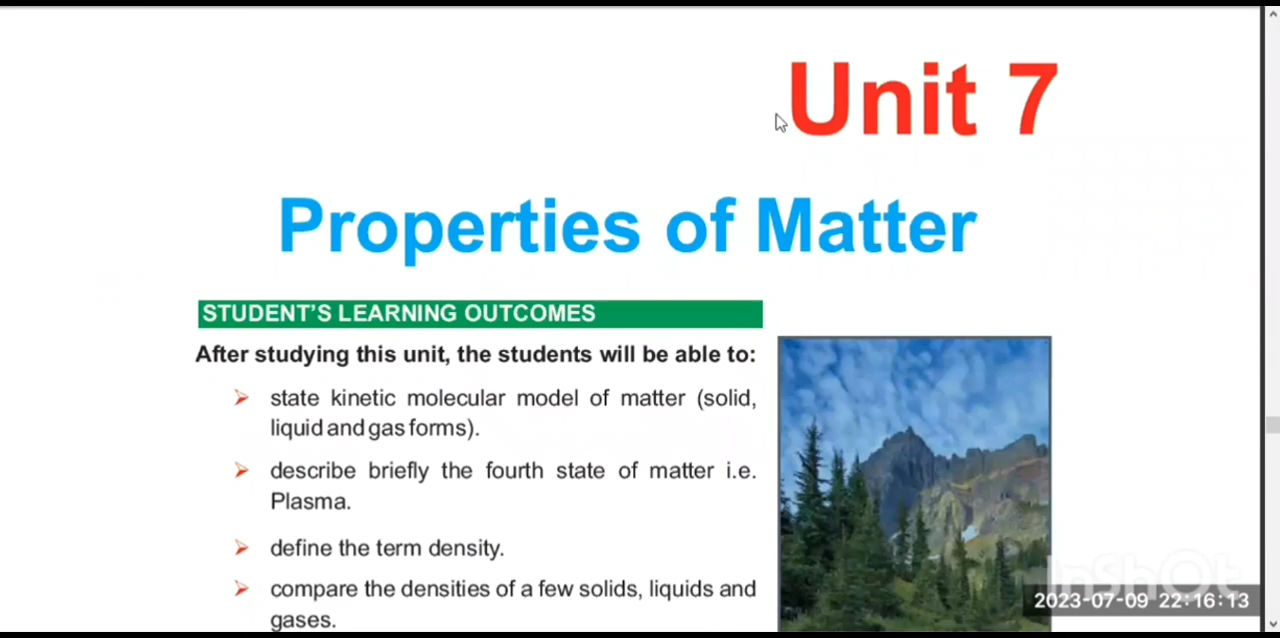 Unit 7
Properties of Matter
STUDENT'S LEARNING OUTCOMES
After studying this unit, the students will be able to:
➢ state kinetic molecular model of matter (solid,
liquid and gas forms).
➢ describe briefly the fourth state of matter i.e.
Plasma.
➢ define the term density.
➢ compare the densities of a few solids, liquids and
gases.
InShOt
2023-07-09 22:16:13